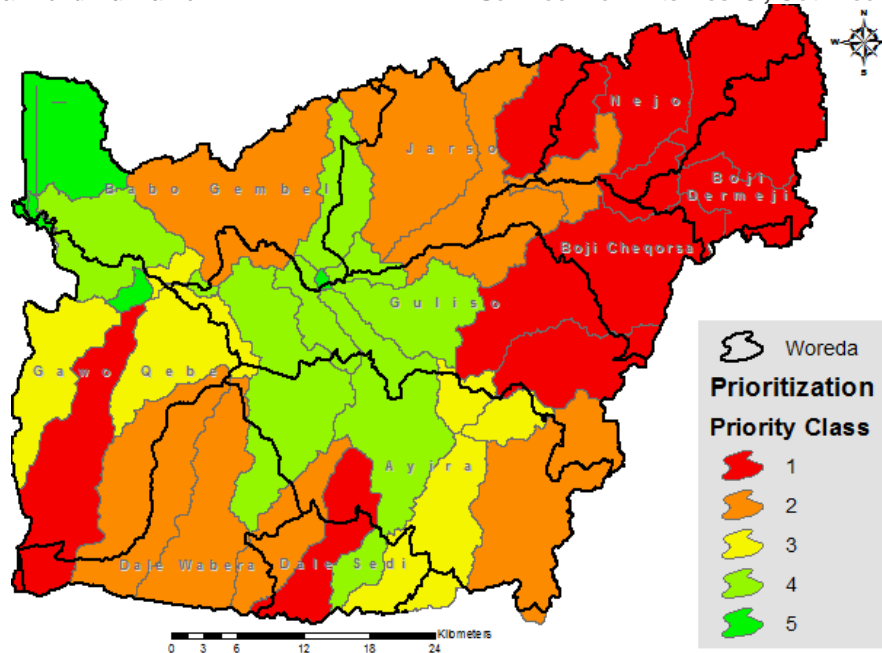 N
W E
S
Nejo
Jarso
Babo Gembel
Boji
Dermeji
Boji Cheqorsa
Guliso
Gawo Qebe
Ayira
Dale Wabera
Dale Sedi
Woreda
Prioritization
Priority Class
1
2
3
4
5
Kilometers
0 3 6 12 18 24